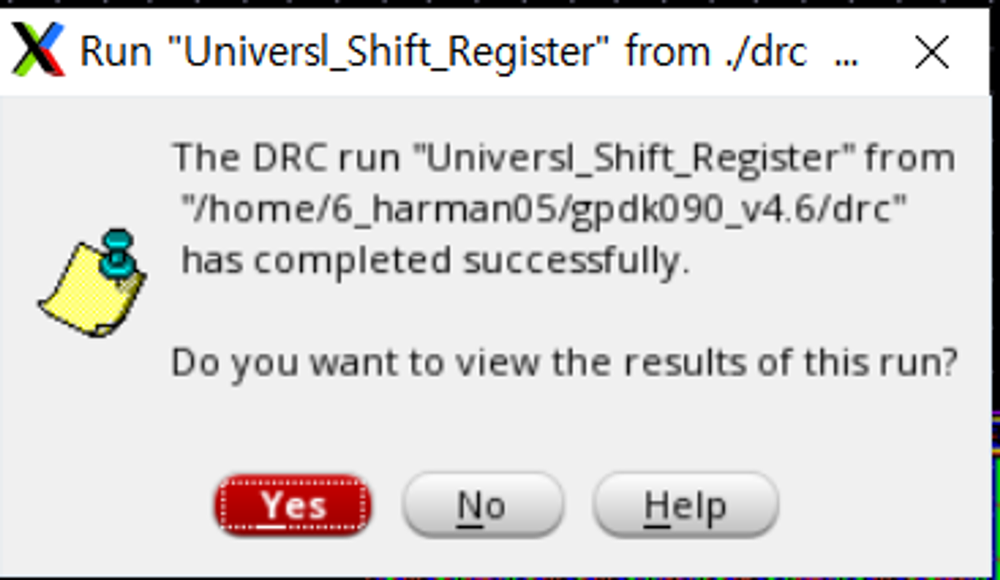 Run "Universl_Shift_Register" from ./drc ...
The DRC run "Universl_Shift_Register" from
"/home/6_harman05/gpdk090_v4.6/drc"
has completed successfully.
Do you want to view the results of this run?
Yes No Help